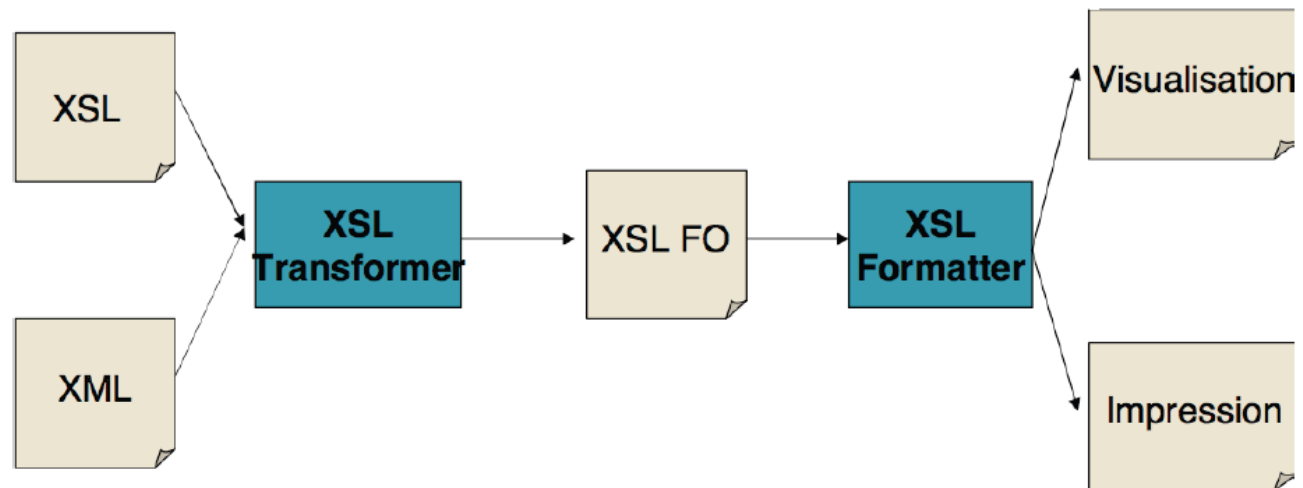 XSL
XML
XSL
Transformer
XSL FO
XSL
Formatter
Visualisation
Impression